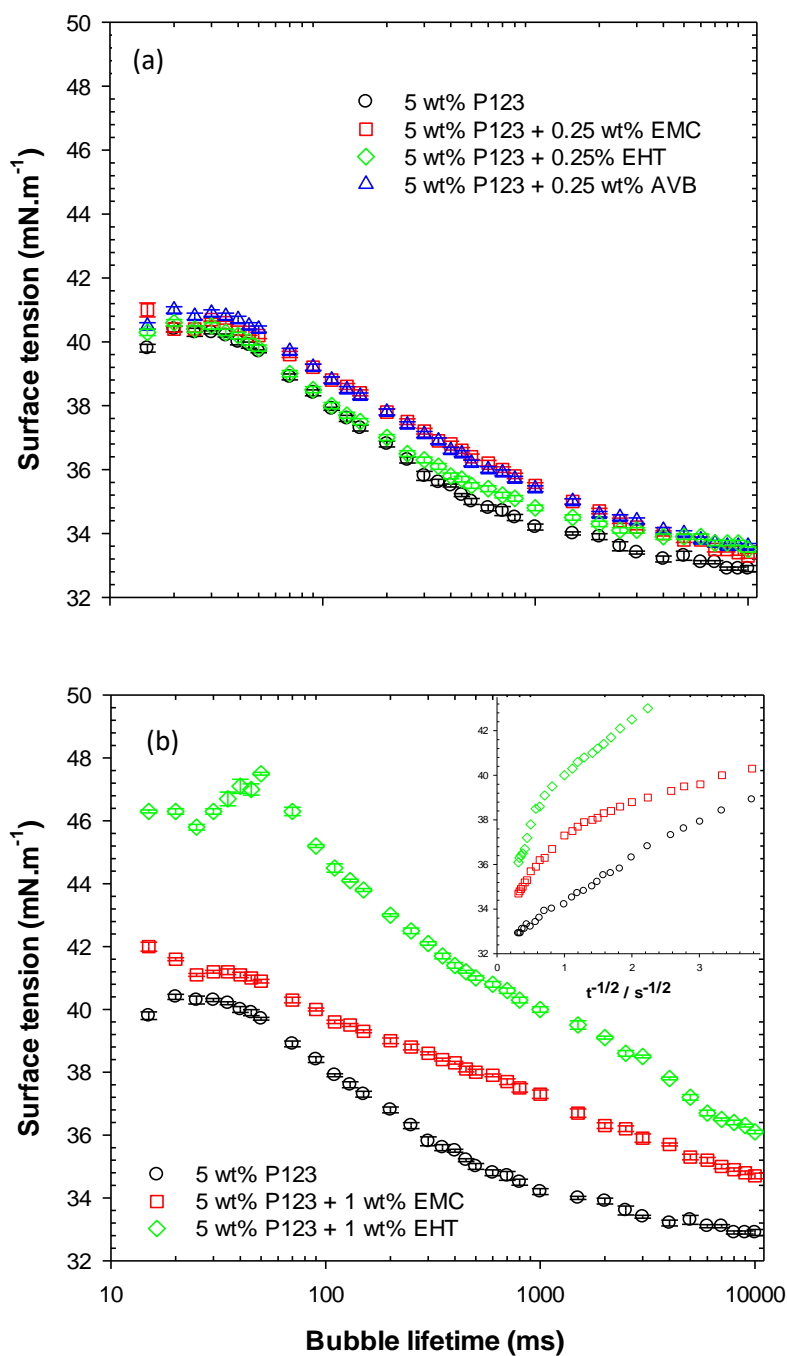 50
48
46
44
42
40
38
36
34
32
Surface tension (mN.m-1)
(a)
5 wt% P123
5 wt% P123 + 0.25 wt% EMC
5 wt% P123 + 0.25% EHT
5 wt% P123 + 0.25 wt% AVB
50
48
46
44
42
40
38
36
34
32
Surface tension (mN.m-1)
(b)
42
40
38
36
34
32
0 1 2 3
t-1/2 / s-1/2
5 wt% P123
5 wt% P123 + 1 wt% EMC
5 wt% P123 + 1 wt% EHT
10 100 1000 10000
Bubble lifetime (ms)